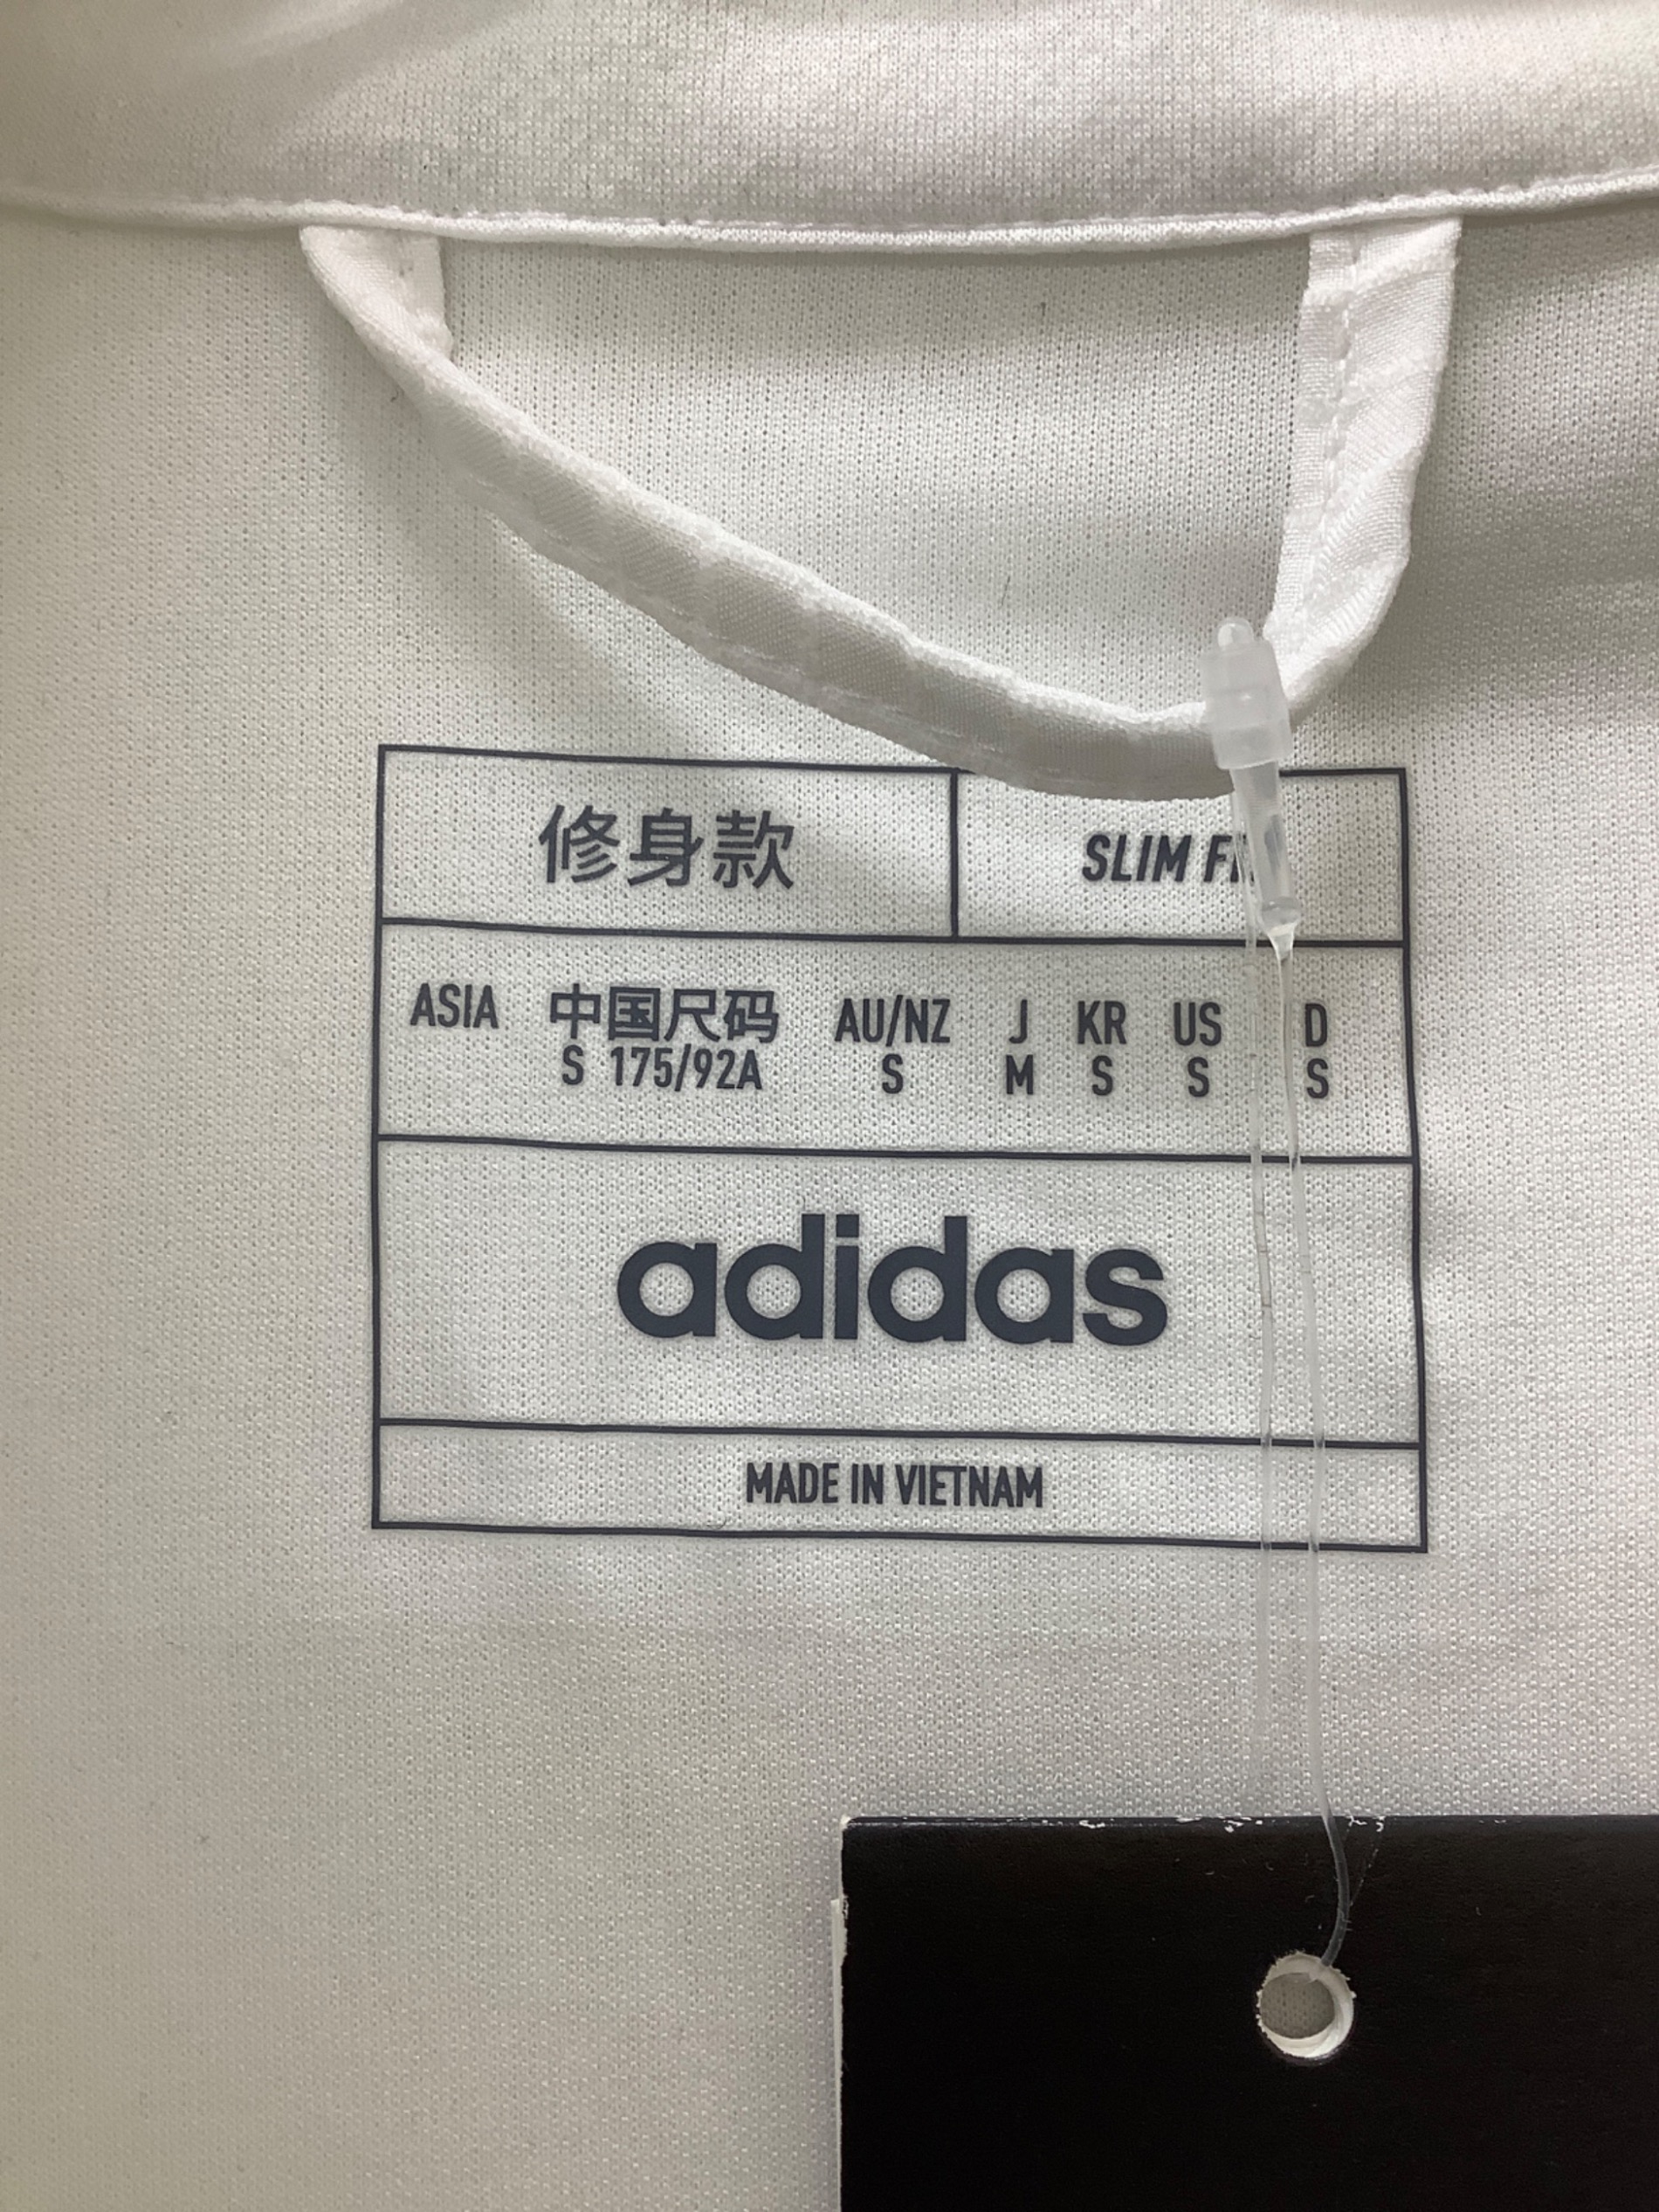 修身款 SLIM
ASIA 中国尺码 AU/NZ J KR US D
S 175/92A S M S S S
adidas
MADE IN VIETNAM